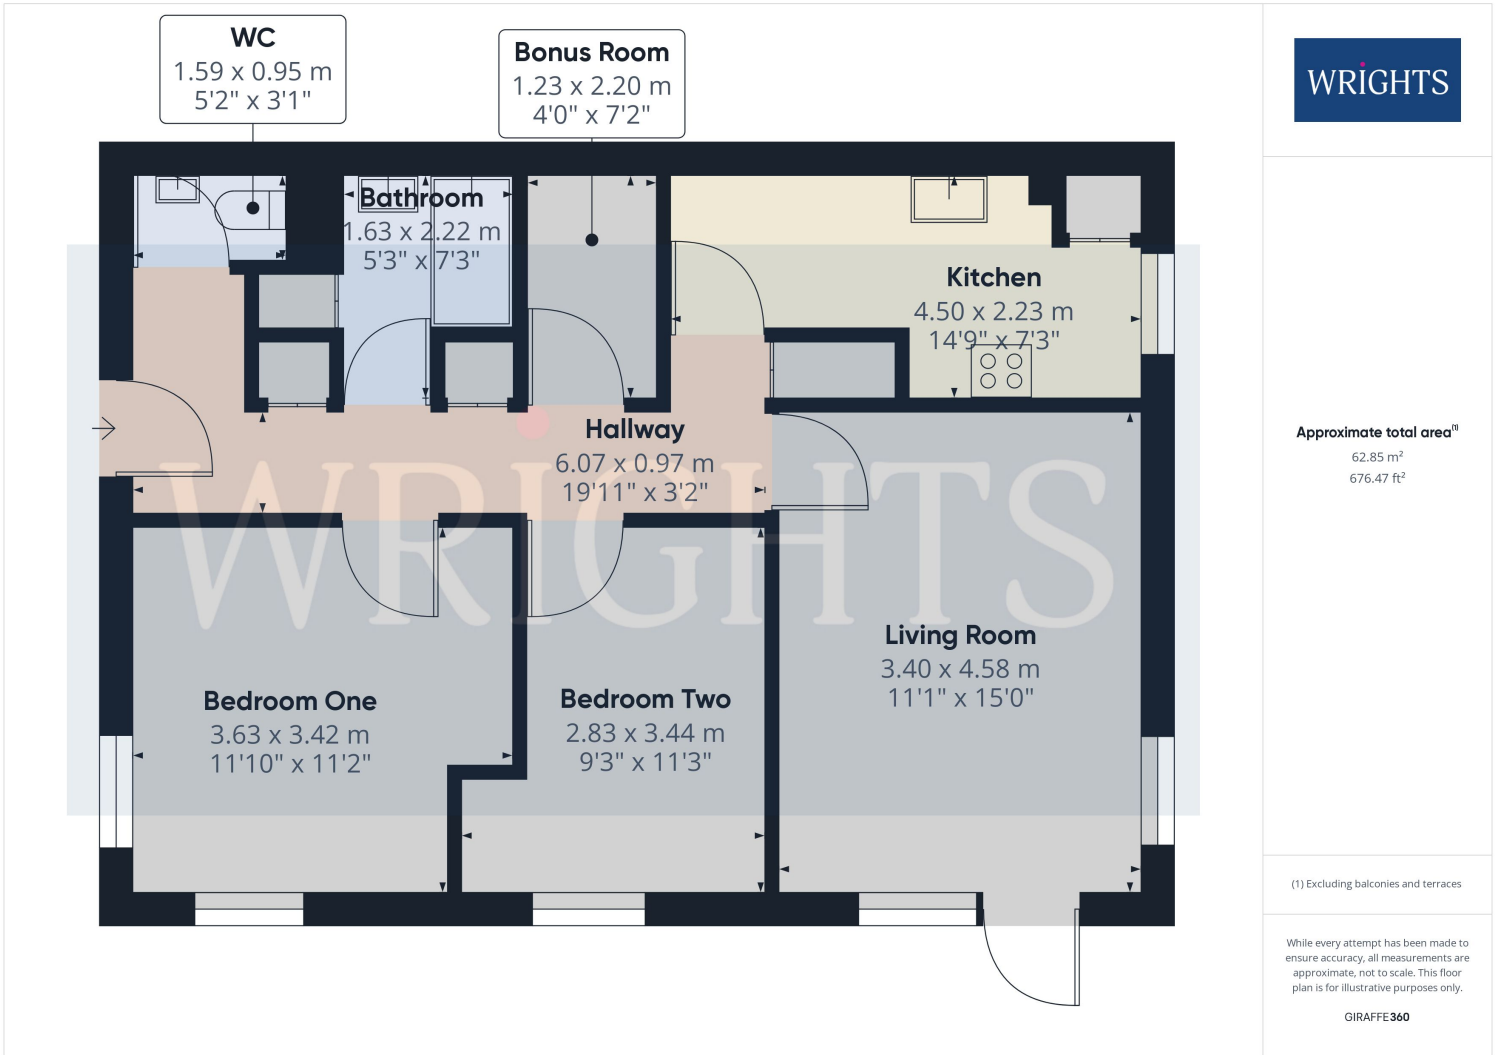 WC
1.59 x 0.95 m
5'2" x 3'1"
Bonus Room
1.23 x 2.20 m
4'0" x 7'2"
Bathroom
1.63 x 2.22 m
5'3" x 7'3"
Kitchen
4.50 x 2.23 m
14'9" x 7'3"
Hallway
6.07 x 0.97 m
19'11" x 3'2"
WRIGHTS
Living Room
3.40 x 4.58 m
11'1" x 15'0"
Bedroom One
3.63 x 3.42 m
11'10" x 11'2"
Bedroom Two
2.83 x 3.44 m
9'3" x 11'3"
WRIGHTS
Approximate total area(1)
62.85 m²
676.47 ft²
(1) Excluding balconies and terraces
While every attempt has been made to
ensure accuracy, all measurements are
approximate, not to scale. This floor
plan is for illustrative purposes only.
GIRAFFE360